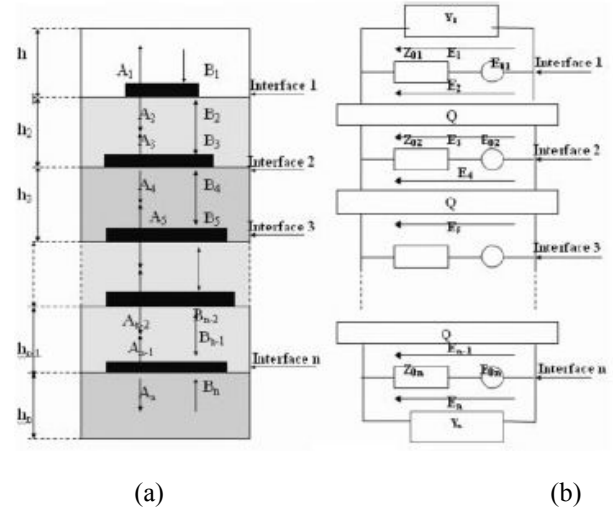 h
A1 B1
Interface 1
h2
A2 B2
A3 B3
Interface 2
h3
A4 B4
A5 B5
Interface 3
An-2 Bn-2
hn-1
Bn-1
An-1
Interface n
hn
An Bn
(a)
Z01 E1 E01
Interface 1
E2
Q
Z02 E3 E02
Interface 2
E4
Q
E5
Interface 3
Q
En-1
Z0n E0n
Interface n
En
(b)